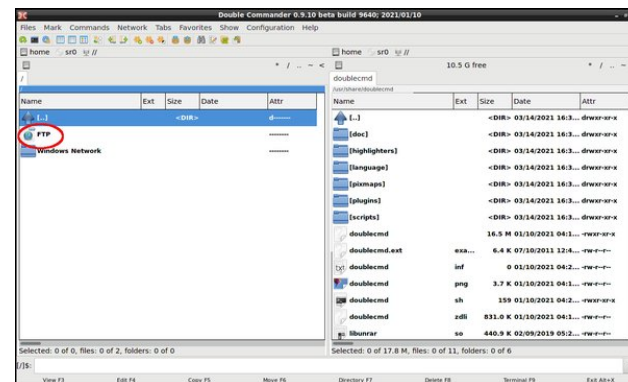 Double Commander 0.9.10 beta build 9640; 2021/01/10
Files Mark Commands Network Tabs Favorites Show Configuration Help
home sr0 //
home sr0 //
* / .. ~ <
10.5 G free
* / .. ~
/
doublecmd
/
/usr/share/doublecmd
Name Ext Size Date Attr
Name Ext Size Date Attr
[..] <DIR> d------
[..] <DIR> 03/14/2021 16:3... drwxr-xr-x
FTP --------
[doc] <DIR> 03/14/2021 16:3... drwxr-xr-x
Windows Network --------
[highlighters] <DIR> 03/14/2021 16:3... drwxr-xr-x
[language] <DIR> 03/14/2021 16:3... drwxr-xr-x
[pixmaps] <DIR> 03/14/2021 16:3... drwxr-xr-x
[plugins] <DIR> 03/14/2021 16:3... drwxr-xr-x
[scripts] <DIR> 03/14/2021 16:3... drwxr-xr-x
doublecmd 16.5 M 01/10/2021 04:1... -rwxr-xr-x
doublecmd.ext exa... 6.4 K 07/10/2011 12:4... -rw-r--r--
doublecmd inf 0 01/10/2021 04:2... -rw-r--r--
doublecmd png 3.7 K 01/10/2021 04:1... -rw-r--r--
doublecmd sh 159 01/10/2021 04:2... -rwxr-xr-x
doublecmd zdli 831.0 K 01/10/2021 04:1... -rw-r--r--
libunrar so 440.9 K 02/09/2019 05:2... -rw-r--r--
Selected: 0 of 0, files: 0 of 2, folders: 0 of 0
Selected: 0 of 17.8 M, files: 0 of 11, folders: 0 of 6
[/]$:
View F3 Edit F4 Copy F5 Move F6 Directory F7 Delete F8 Terminal F9 Exit Alt+X